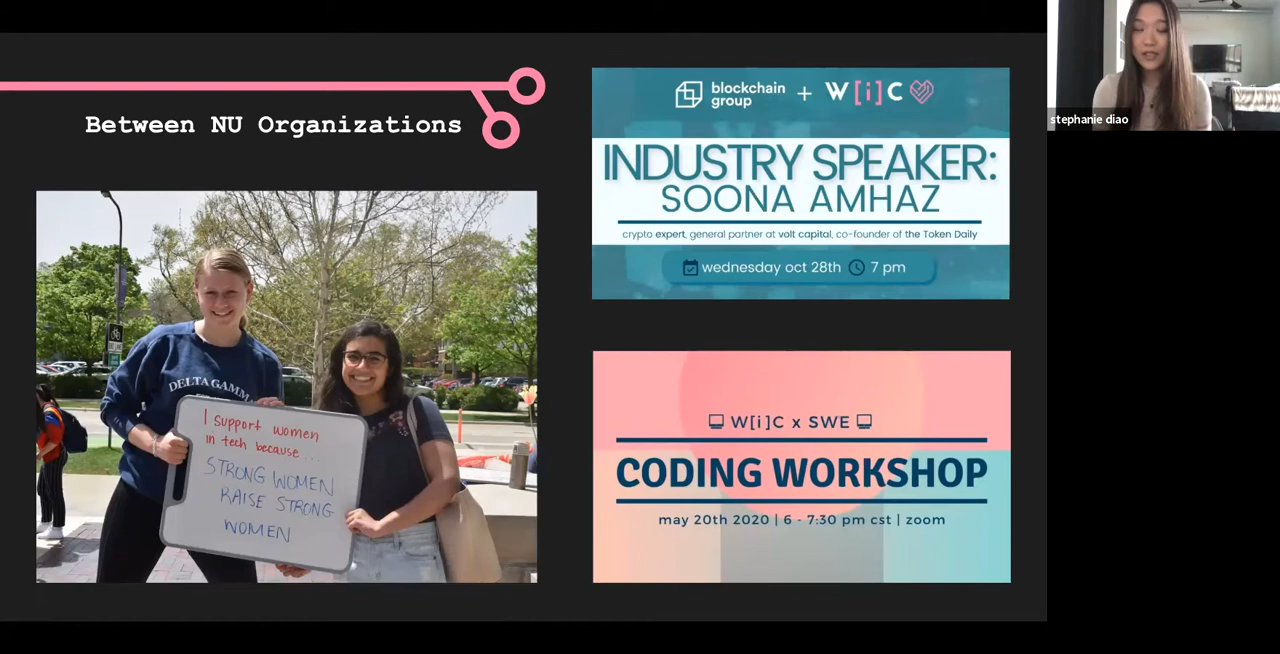 Between NU Organizations
DELTA GAMM
I support women
in tech because...
STRONG WOMEN
RAISE STRONG
WOMEN
blockchain
group
+ W[i]C
INDUSTRY SPEAKER:
SOONA AMHAZ
crypto expert, general partner at volt capital, co-founder of the Token Daily
wednesday oct 28th 7 pm
W[i]C x SWE
CODING WORKSHOP
may 20th 2020 | 6 - 7:30 pm cst | zoom
stephanie diao